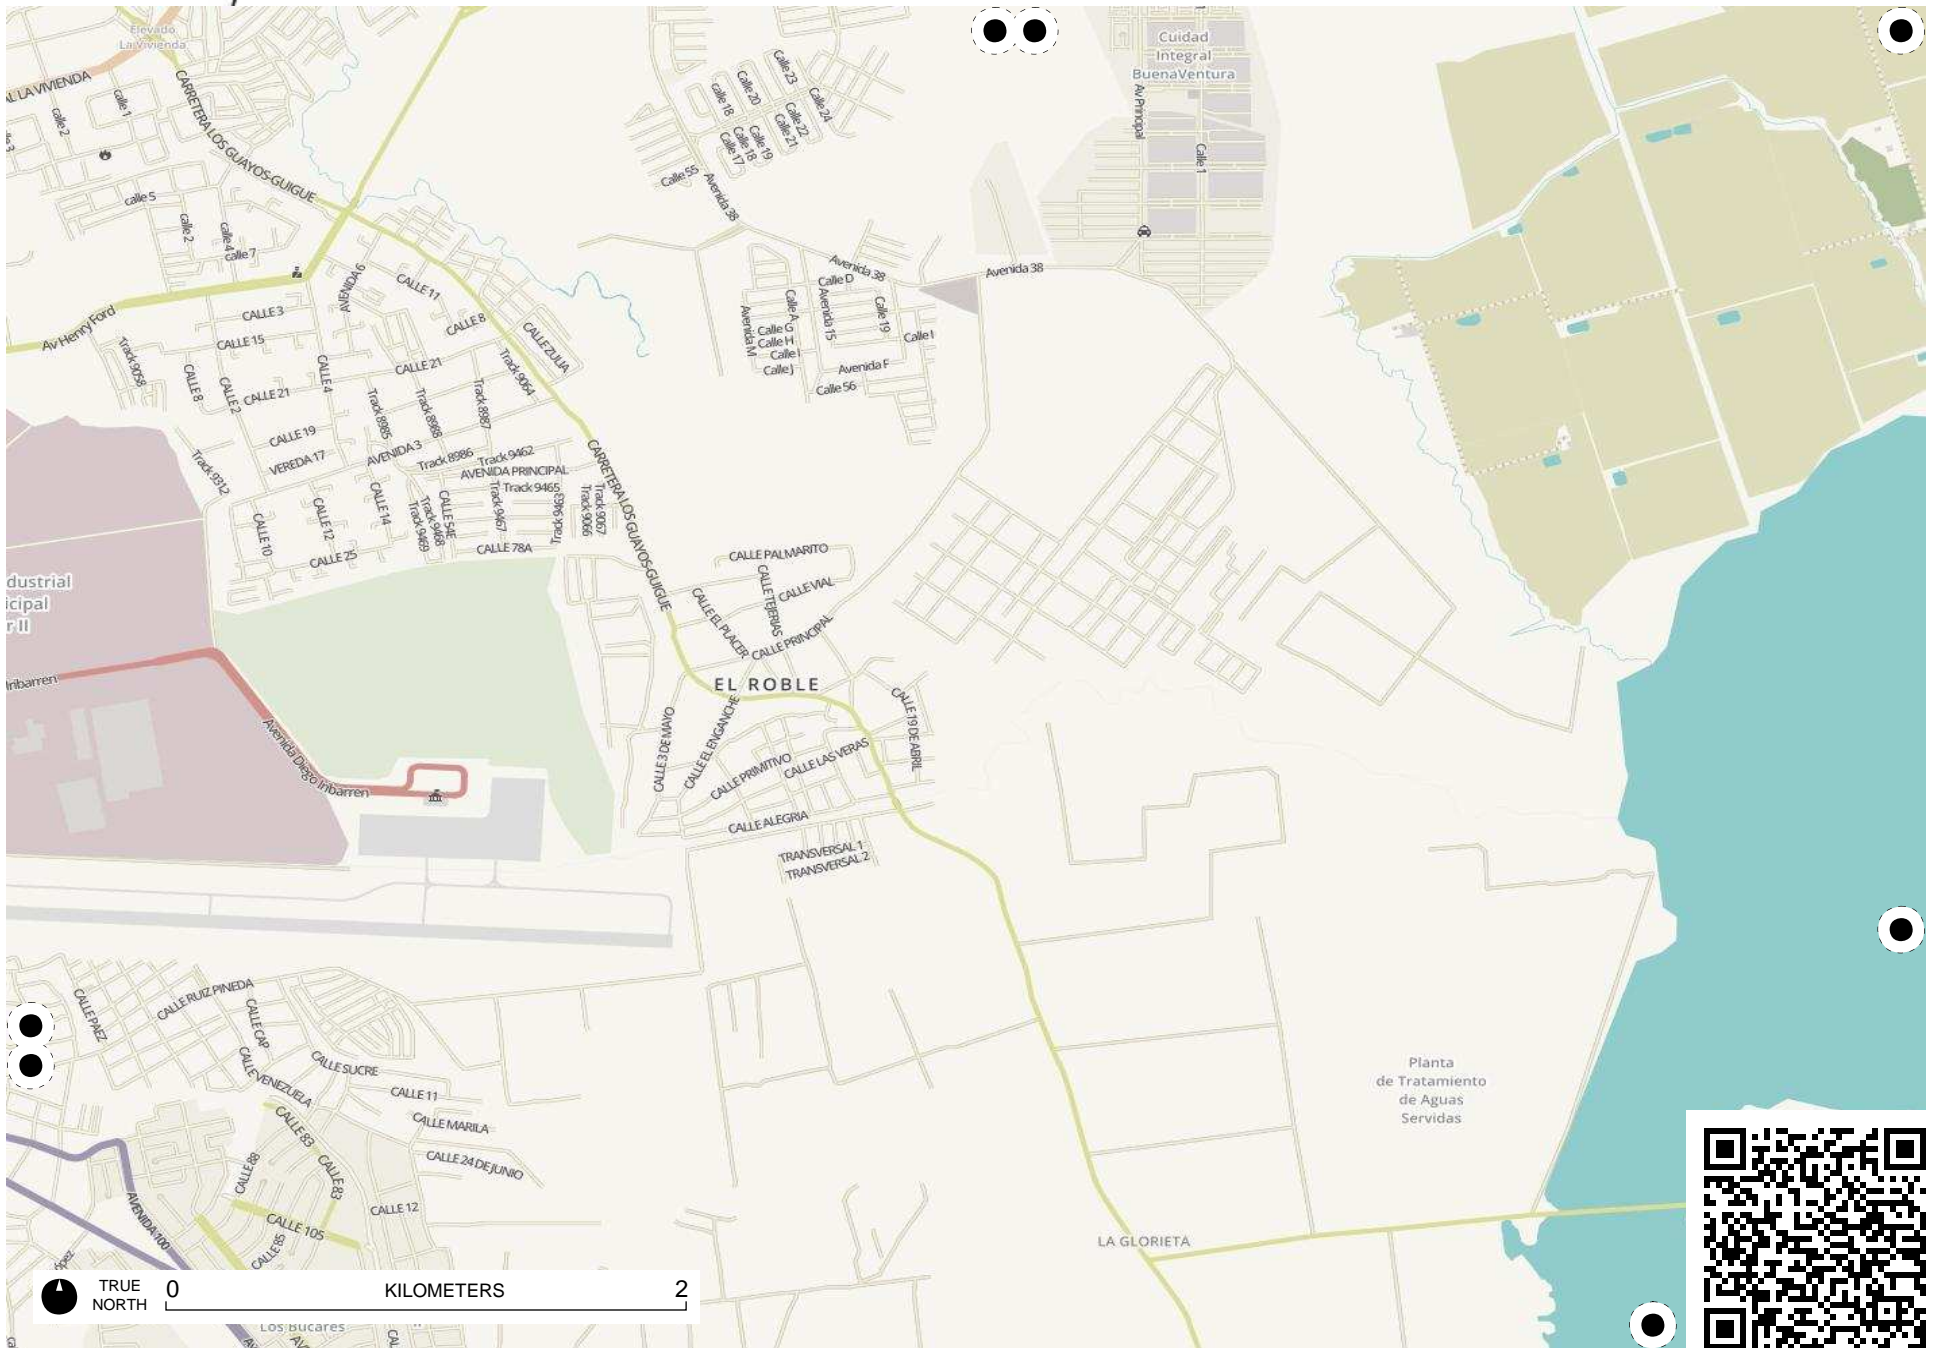 Elevado
La Vivienda
AL LA VIVIENDA
calle 1
calle 2
CARRETERA LOS GUAYOS-GUIGUE
calle 5
calle 2
calle 4
calle 7
Calle 23
Calle 20
calle 18
Calle 24
Calle 22
Calle 21
Calle 19
Calle 18
Calle 17
Calle 55
Avenida 38
Cuidad
Integral
BuenaVentura
Av Principal
Calle 1
Avenida 38
Avenida 38
Calle D
Calle A
Avenida 15
Calle 19
Avenida M
Calle G
Calle H
Calle I
Calle J
Calle I
Avenida F
Calle 56
AVENIDA 6
CALLE 11
CALLE 3
CALLE 8
CALLE ZULIA
Av Henry Ford
CALLE 15
Track 9058
CALLE 4
CALLE 21
Track 9064
CALLE 8
CALLE 2
CALLE 21
Track 8985
Track 8988
Track 8987
CALLE 19
VEREDA 17
AVENIDA 3
Track 8986
Track 9462
AVENIDA PRINCIPAL
Track 9465
Track 9312
CALLE 10
CALLE 12
CALLE 14
Track 9469
Track 9468
CALLE 54E
Track 9467
Track 9463
Track 9066
Track 9067
CALLE 25
CALLE 78A
CARRETERA LOS GUAYOS-GUIGUE
dustrial
icipal
r II
Iribarren
Avenida Diego Iribarren
CALLE PALMARITO
CALLE TEJERIAS
CALLE VIAL
CALLE EL PLACER
CALLE PRINCIPAL
EL ROBLE
CALLE 3 DE MAYO
CALLE EL ENGANCHE
CALLE PRIMITIVO
CALLE LAS VERAS
CALLE 19 DE ABRIL
CALLE ALEGRIA
TRANSVERSAL 1
TRANSVERSAL 2
CALLE PAEZ
CALLE RUIZ PINEDA
CALLE CAP
CALLE VENEZUELA
CALLE SUCRE
CALLE 11
CALLE MARILA
CALLE 24 DE JUNIO
CALLE 83
CALLE 83
CALLE 88
CALLE 12
CALLE 105
CALLE 85
AVENIDA 100
Planta
de Tratamiento
de Aguas
Servidas
LA GLORIETA
TRUE
NORTH
0
KILOMETERS
2
Los Bucares